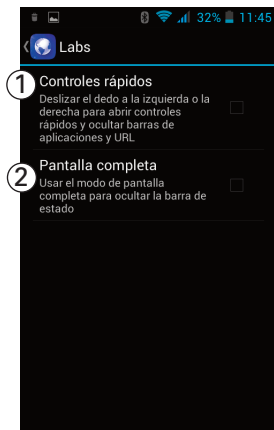 32% 11:45
Labs
1 Controles rápidos
Deslizar el dedo a la izquierda o la
derecha para abrir controles
rápidos y ocultar barras de
aplicaciones y URL
2 Pantalla completa
Usar el modo de pantalla
completa para ocultar la barra de
estado